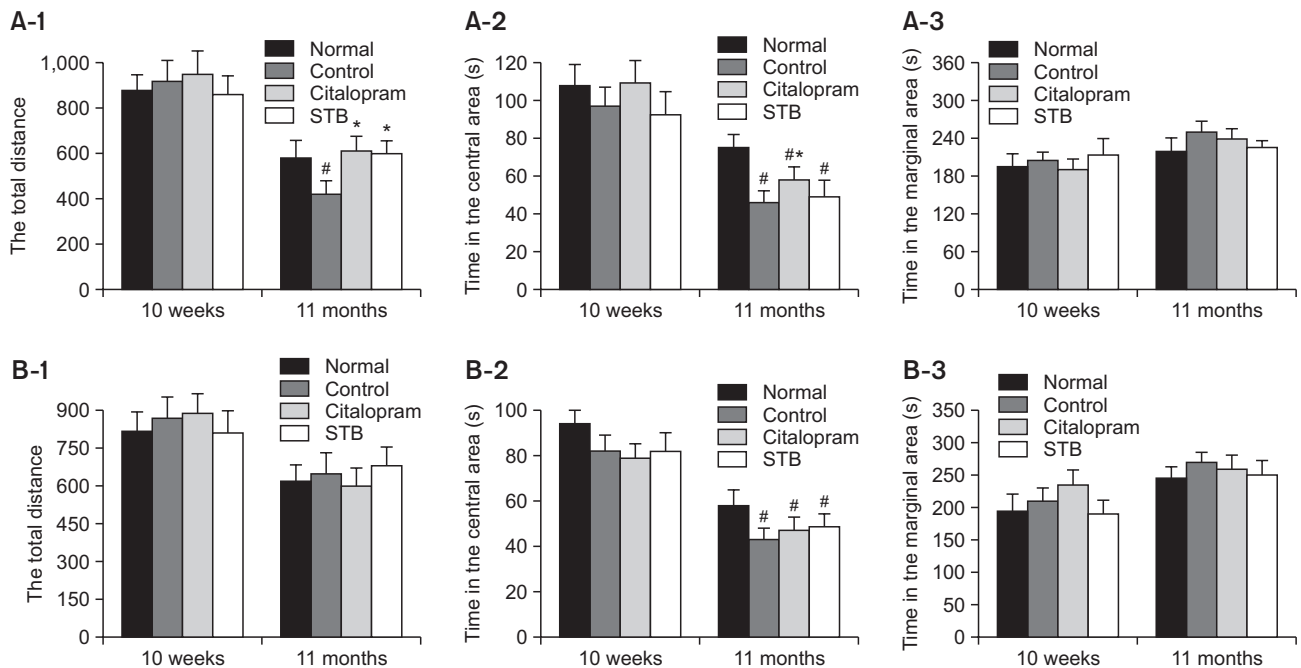 A-1
The total distance
1,000
800
600
400
200
0
Normal
Control
Citalopram
STB
#
*
*
10 weeks
11 months
A-2
Time in tne central area (s)
120
100
80
60
40
20
0
Normal
Control
Citalopram
STB
#
#*
#
10 weeks
11 months
A-3
Time in tne marginal area (s)
360
300
240
180
120
60
0
Normal
Control
Citalopram
STB
10 weeks
11 months
B-1
The total distance
900
750
600
450
300
150
0
Normal
Control
Citalopram
STB
10 weeks
11 months
B-2
Time in tne central area (s)
100
80
60
40
20
0
Normal
Control
Citalopram
STB
#
#
#
10 weeks
11 months
B-3
Time in tne marginal area (s)
350
300
250
200
150
100
50
0
Normal
Control
Citalopram
STB
10 weeks
11 months